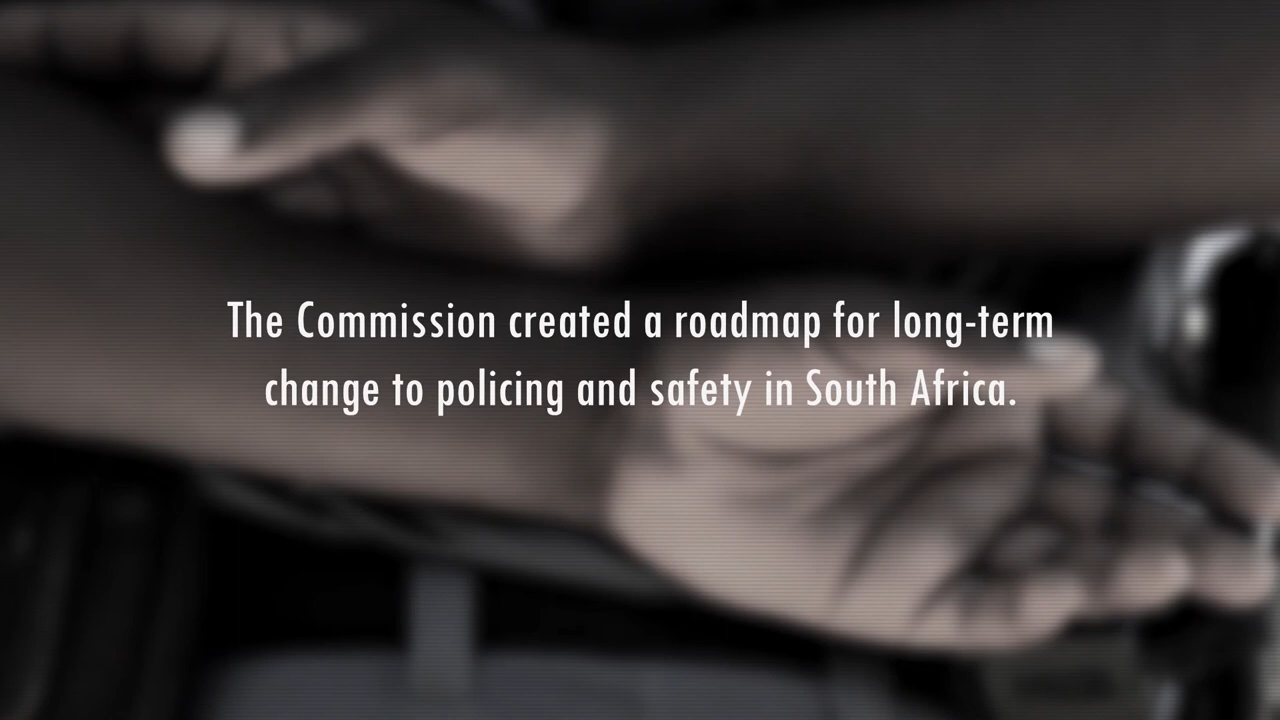 The Commission created a roadmap for long-term
change to policing and safety in South Africa.